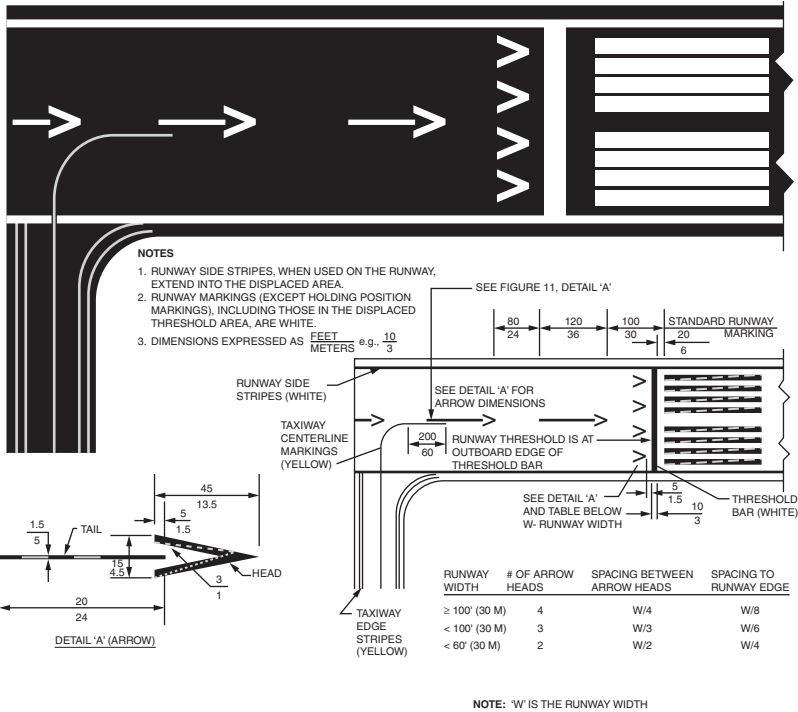 NOTES
1. RUNWAY SIDE STRIPES, WHEN USED ON THE RUNWAY,
EXTEND INTO THE DISPLACED AREA.
2. RUNWAY MARKINGS (EXCEPT HOLDING POSITION
MARKINGS), INCLUDING THOSE IN THE DISPLACED
THRESHOLD AREA, ARE WHITE.
3. DIMENSIONS EXPRESSED AS FEET/METERS e.g., 10/3
SEE FIGURE 11, DETAIL 'A'
80
24
120
36
100
30
STANDARD RUNWAY
MARKING
20
6
RUNWAY SIDE
STRIPES (WHITE)
SEE DETAIL 'A' FOR
ARROW DIMENSIONS
TAXIWAY
CENTERLINE
MARKINGS
(YELLOW)
200
60
RUNWAY THRESHOLD IS AT
OUTBOARD EDGE OF
THRESHOLD BAR
SEE DETAIL 'A'
AND TABLE BELOW
W- RUNWAY WIDTH
5
1.5
10
3
THRESHOLD
BAR (WHITE)
45
13.5
5
1.5
1.5
5
TAIL
15
4.5
HEAD
3
1
20
24
DETAIL 'A' (ARROW)
TAXIWAY
EDGE
STRIPES
(YELLOW)
RUNWAY # OF ARROW SPACING BETWEEN SPACING TO
WIDTH HEADS ARROW HEADS RUNWAY EDGE
≥ 100' (30 M) 4 W/4 W/8
< 100' (30 M) 3 W/3 W/6
< 60' (30 M) 2 W/2 W/4
NOTE: 'W' IS THE RUNWAY WIDTH